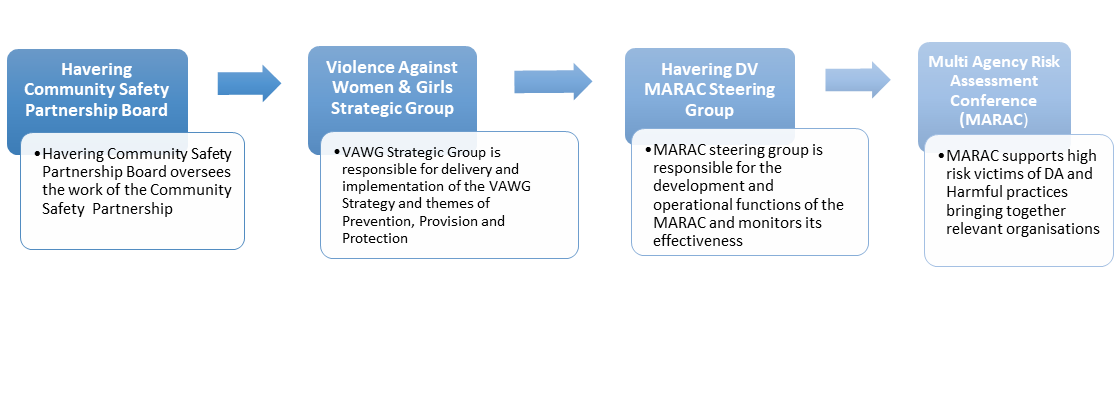 Havering
Community Safety
Partnership Board
•Havering Community Safety
Partnership Board oversees
the work of the Community
Safety Partnership
Violence Against
Women & Girls
Strategic Group
•VAWG Strategic Group is
responsible for delivery and
implementation of the VAWG
Strategy and themes of
Prevention, Provision and
Protection
Havering DV
MARAC Steering
Group
•MARAC steering group is
responsible for the
development and
operational functions of the
MARAC and monitors its
effectiveness
Multi Agency Risk
Assessment
Conference
(MARAC)
•MARAC supports high
risk victims of DA and
Harmful practices
bringing together
relevant organisations